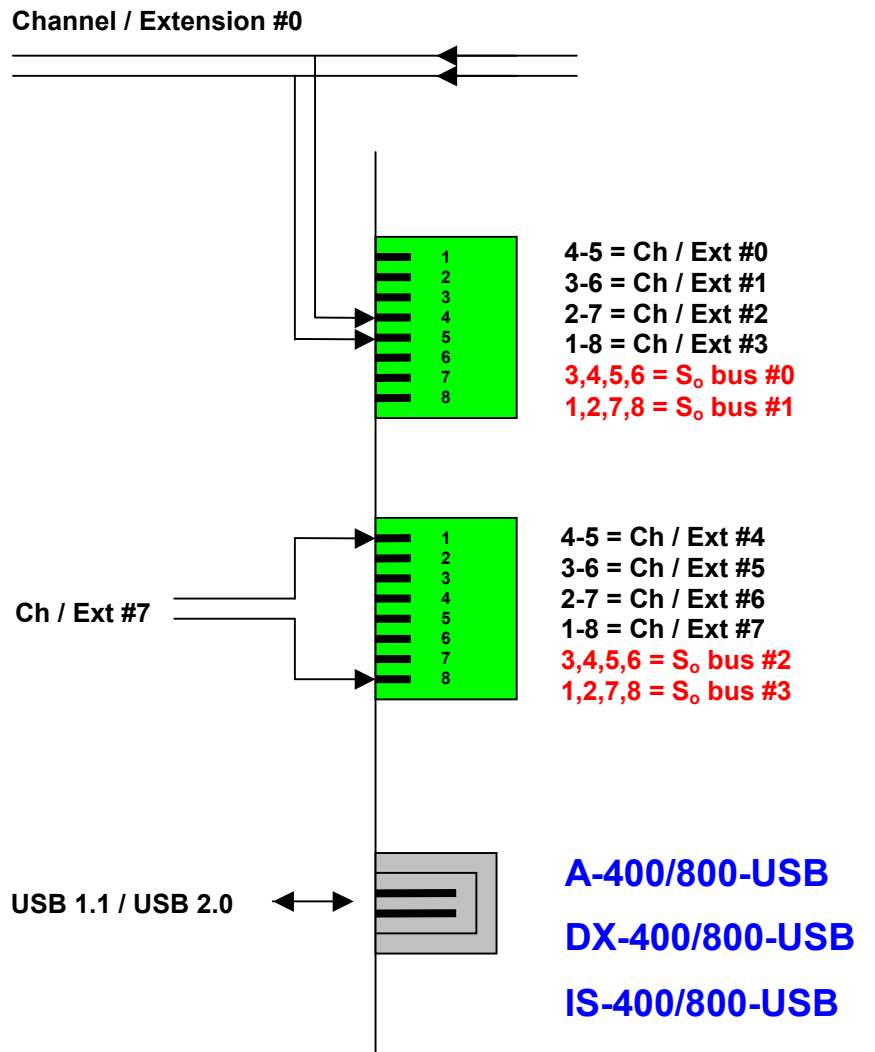 Channel / Extension #0
1
2
3
4
5
6
7
8
4-5 = Ch / Ext #0
3-6 = Ch / Ext #1
2-7 = Ch / Ext #2
1-8 = Ch / Ext #3
3,4,5,6 = So bus #0
1,2,7,8 = So bus #1
Ch / Ext #7
1
2
3
4
5
6
7
8
4-5 = Ch / Ext #4
3-6 = Ch / Ext #5
2-7 = Ch / Ext #6
1-8 = Ch / Ext #7
3,4,5,6 = So bus #2
1,2,7,8 = So bus #3
USB 1.1 / USB 2.0
A-400/800-USB
DX-400/800-USB
IS-400/800-USB